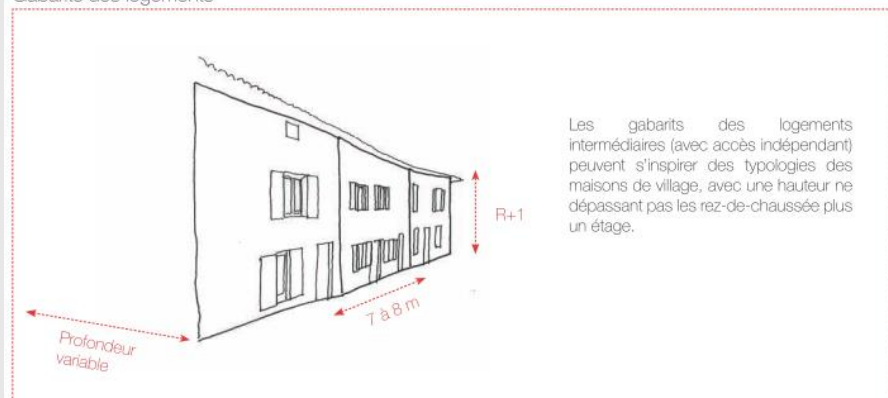 Gabarits des logements
Les gabarits des logements
intermédiaires (avec accès indépendant)
peuvent s'inspirer des typologies des
maisons de village, avec une hauteur ne
dépassant pas les rez-de-chaussée plus
un étage.
R+1
7 à 8 m
Profondeur
variable